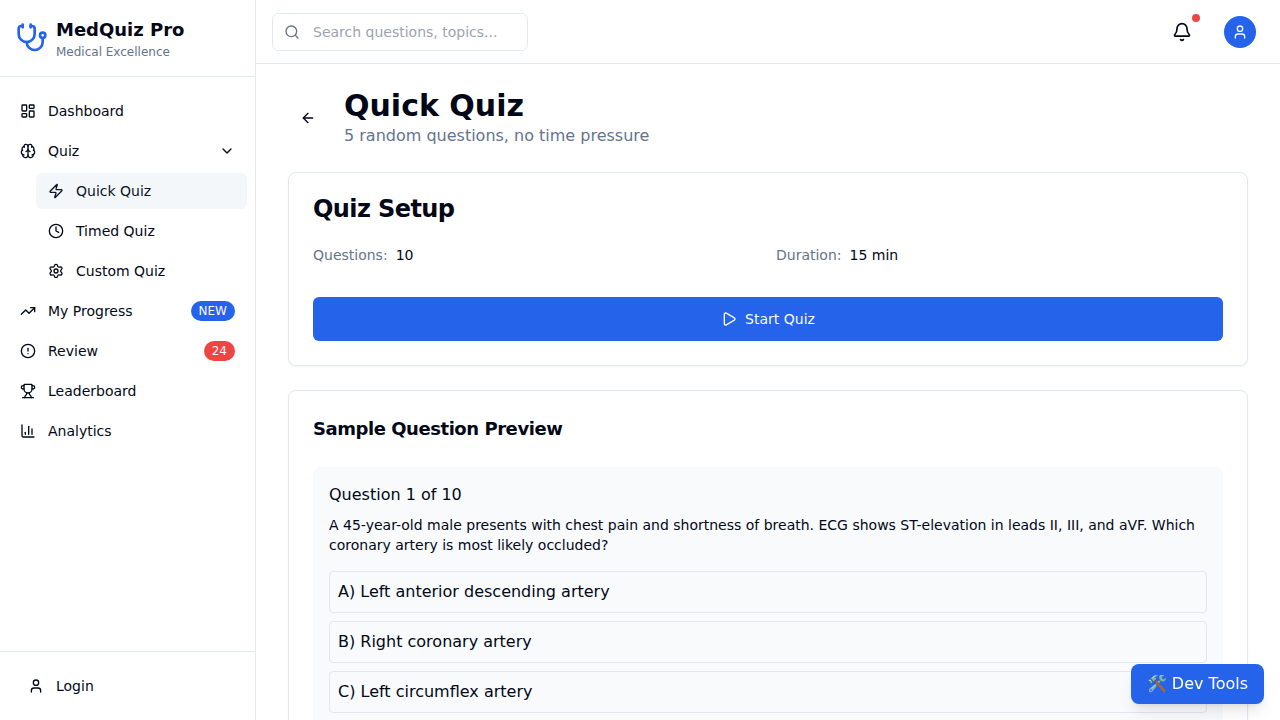 MedQuiz Pro
Medical Excellence
Search questions, topics...
Dashboard
Quiz
Quick Quiz
Timed Quiz
Custom Quiz
My Progress NEW
Review 24
Leaderboard
Analytics
Login
Quick Quiz
5 random questions, no time pressure
Quiz Setup
Questions: 10
Duration: 15 min
Start Quiz
Sample Question Preview
Question 1 of 10
A 45-year-old male presents with chest pain and shortness of breath. ECG shows ST-elevation in leads II, III, and aVF. Which
coronary artery is most likely occluded?
A) Left anterior descending artery
B) Right coronary artery
C) Left circumflex artery
🛠️ Dev Tools